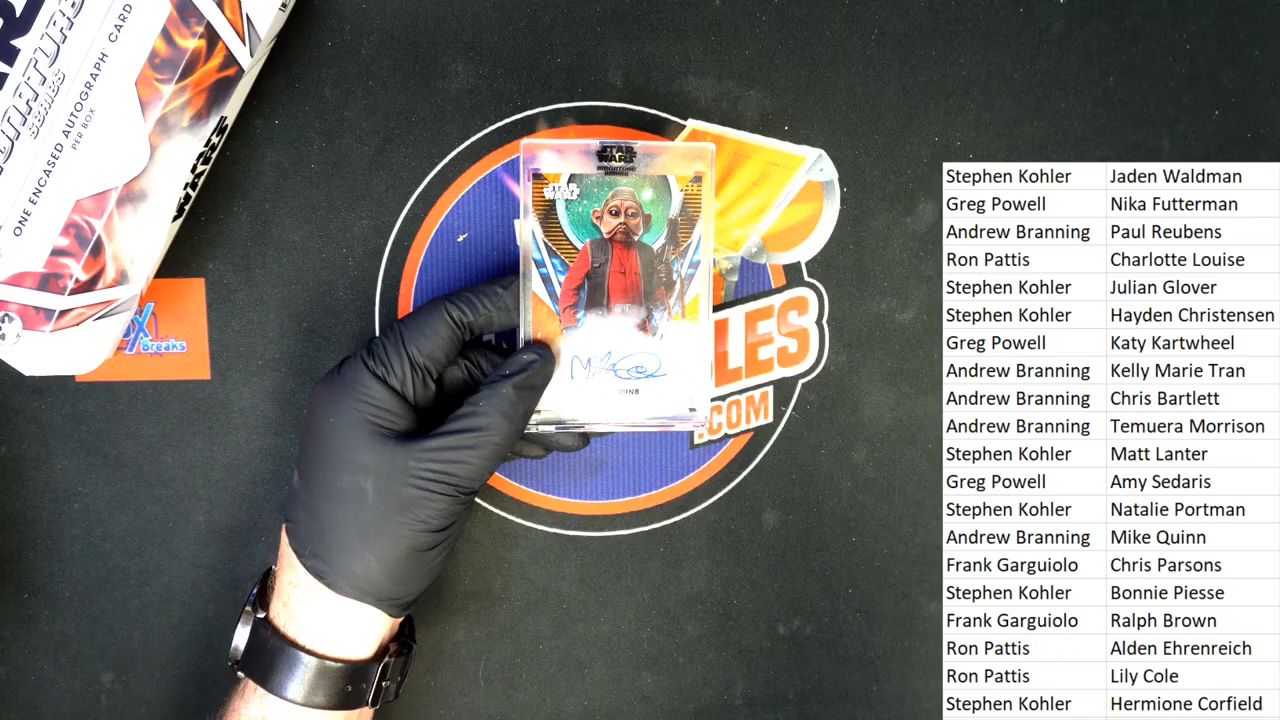 SIGNATURE
SERIES
ONE ENCASED AUTOGRAPH CARD
PER BOX
STAR WARS
Breaks
STAR
WARS
SIGNATURE
SERIES
STAR
WARS
NUNB
LES
.COM
Stephen Kohler Jaden Waldman
Greg Powell Nika Futterman
Andrew Branning Paul Reubens
Ron Pattis Charlotte Louise
Stephen Kohler Julian Glover
Stephen Kohler Hayden Christensen
Greg Powell Katy Kartwheel
Andrew Branning Kelly Marie Tran
Andrew Branning Chris Bartlett
Andrew Branning Temuera Morrison
Stephen Kohler Matt Lanter
Greg Powell Amy Sedaris
Stephen Kohler Natalie Portman
Andrew Branning Mike Quinn
Frank Garguiolo Chris Parsons
Stephen Kohler Bonnie Piesse
Frank Garguiolo Ralph Brown
Ron Pattis Alden Ehrenreich
Ron Pattis Lily Cole
Stephen Kohler Hermione Corfield